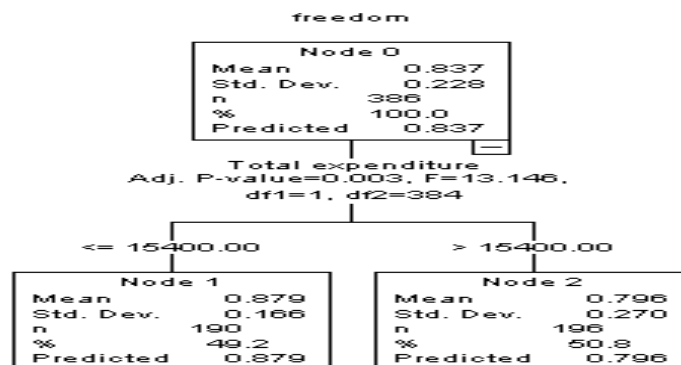 freedom
Node 0
Mean 0.837
Std. Dev. 0.228
n 386
% 100.0
Predicted 0.837
Total expenditure
Adj. P-value=0.003, F=13.146,
df1=1, df2=384
<= 15400.00 > 15400.00
Node 1
Mean 0.879
Std. Dev. 0.166
n 190
% 49.2
Predicted 0.879
Node 2
Mean 0.796
Std. Dev. 0.270
n 196
% 50.8
Predicted 0.796